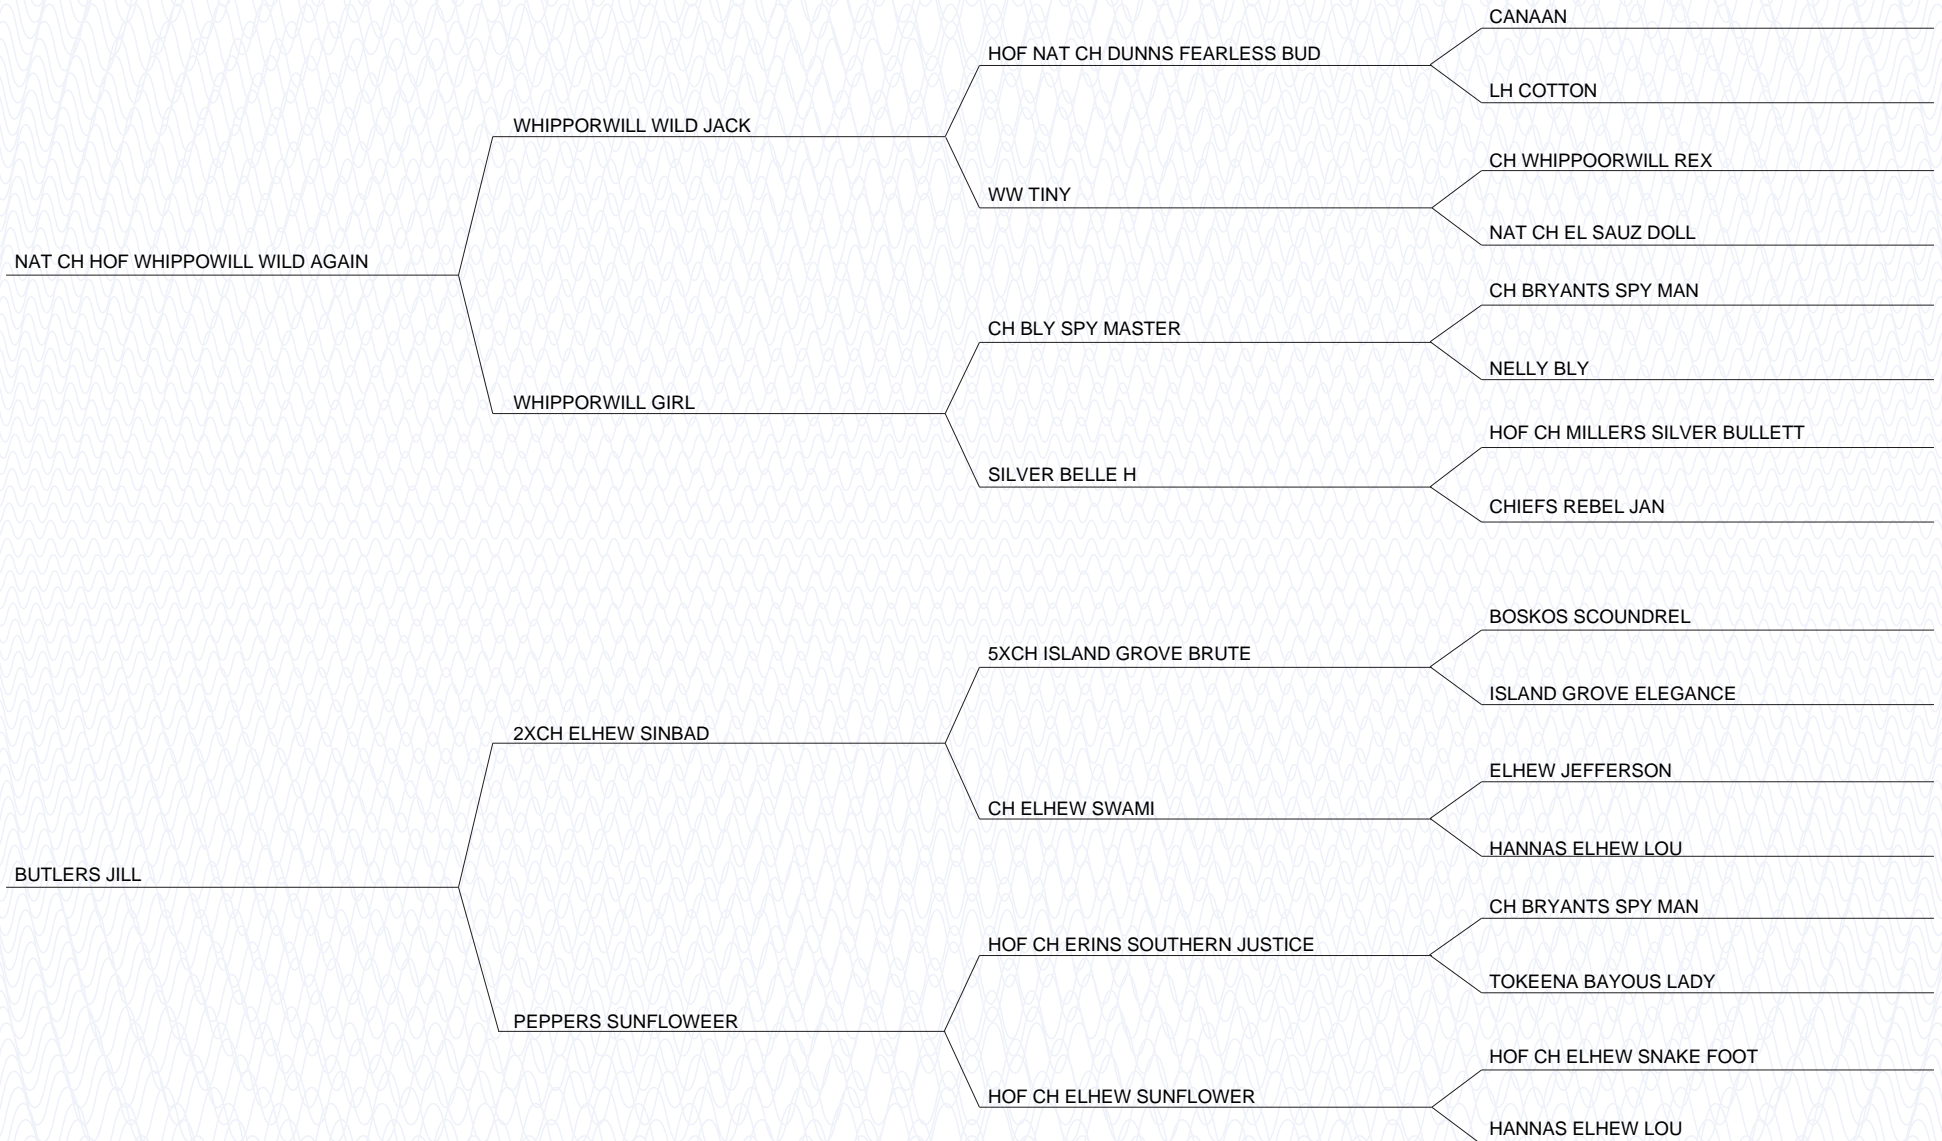 CANAAN
HOF NAT CH DUNNS FEARLESS BUD
LH COTTON
WHIPPORWILL WILD JACK
CH WHIPPOORWILL REX
WW TINY
NAT CH EL SAUZ DOLL
NAT CH HOF WHIPPOWILL WILD AGAIN
CH BRYANTS SPY MAN
CH BLY SPY MASTER
NELLY BLY
WHIPPORWILL GIRL
HOF CH MILLERS SILVER BULLETT
SILVER BELLE H
CHIEFS REBEL JAN
BOSKOS SCOUNDREL
5XCH ISLAND GROVE BRUTE
ISLAND GROVE ELEGANCE
2XCH ELHEW SINBAD
ELHEW JEFFERSON
CH ELHEW SWAMI
HANNAS ELHEW LOU
BUTLERS JILL
CH BRYANTS SPY MAN
HOF CH ERINS SOUTHERN JUSTICE
TOKEENA BAYOUS LADY
PEPPERS SUNFLOWEER
HOF CH ELHEW SNAKE FOOT
HOF CH ELHEW SUNFLOWER
HANNAS ELHEW LOU